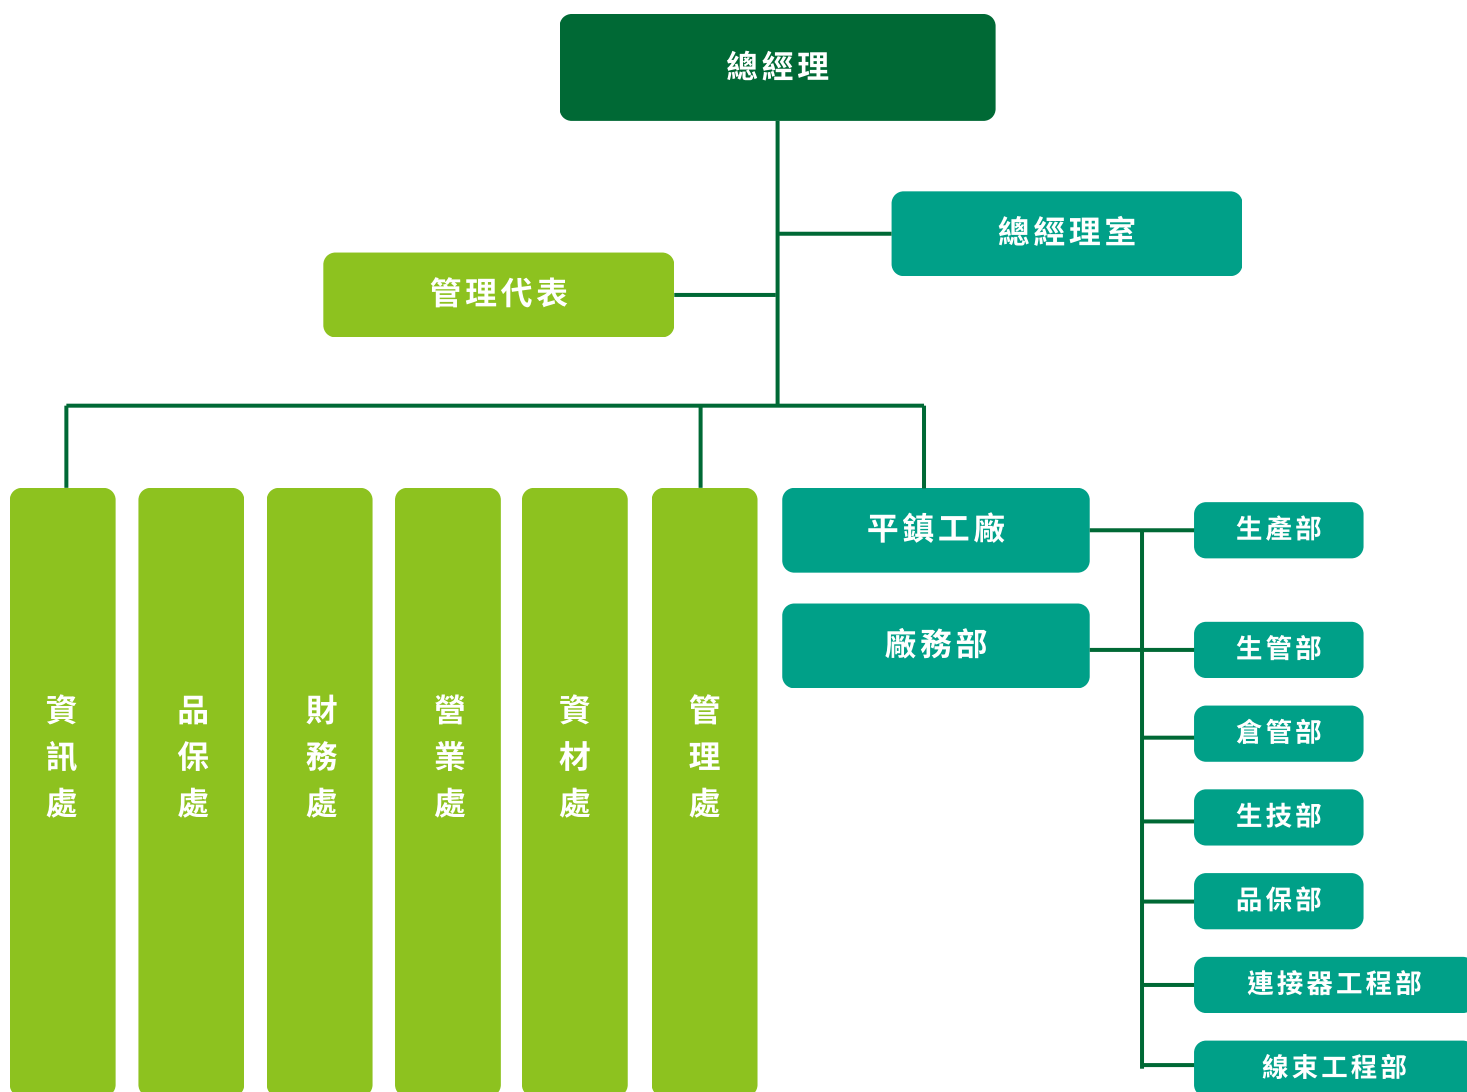 總經理
總經理室
管理代表
資訊處
品保處
財務處
營業處
資材處
管理處
平鎮工廠
廠務部
生產部
生管部
倉管部
生技部
品保部
連接器工程部
線束工程部